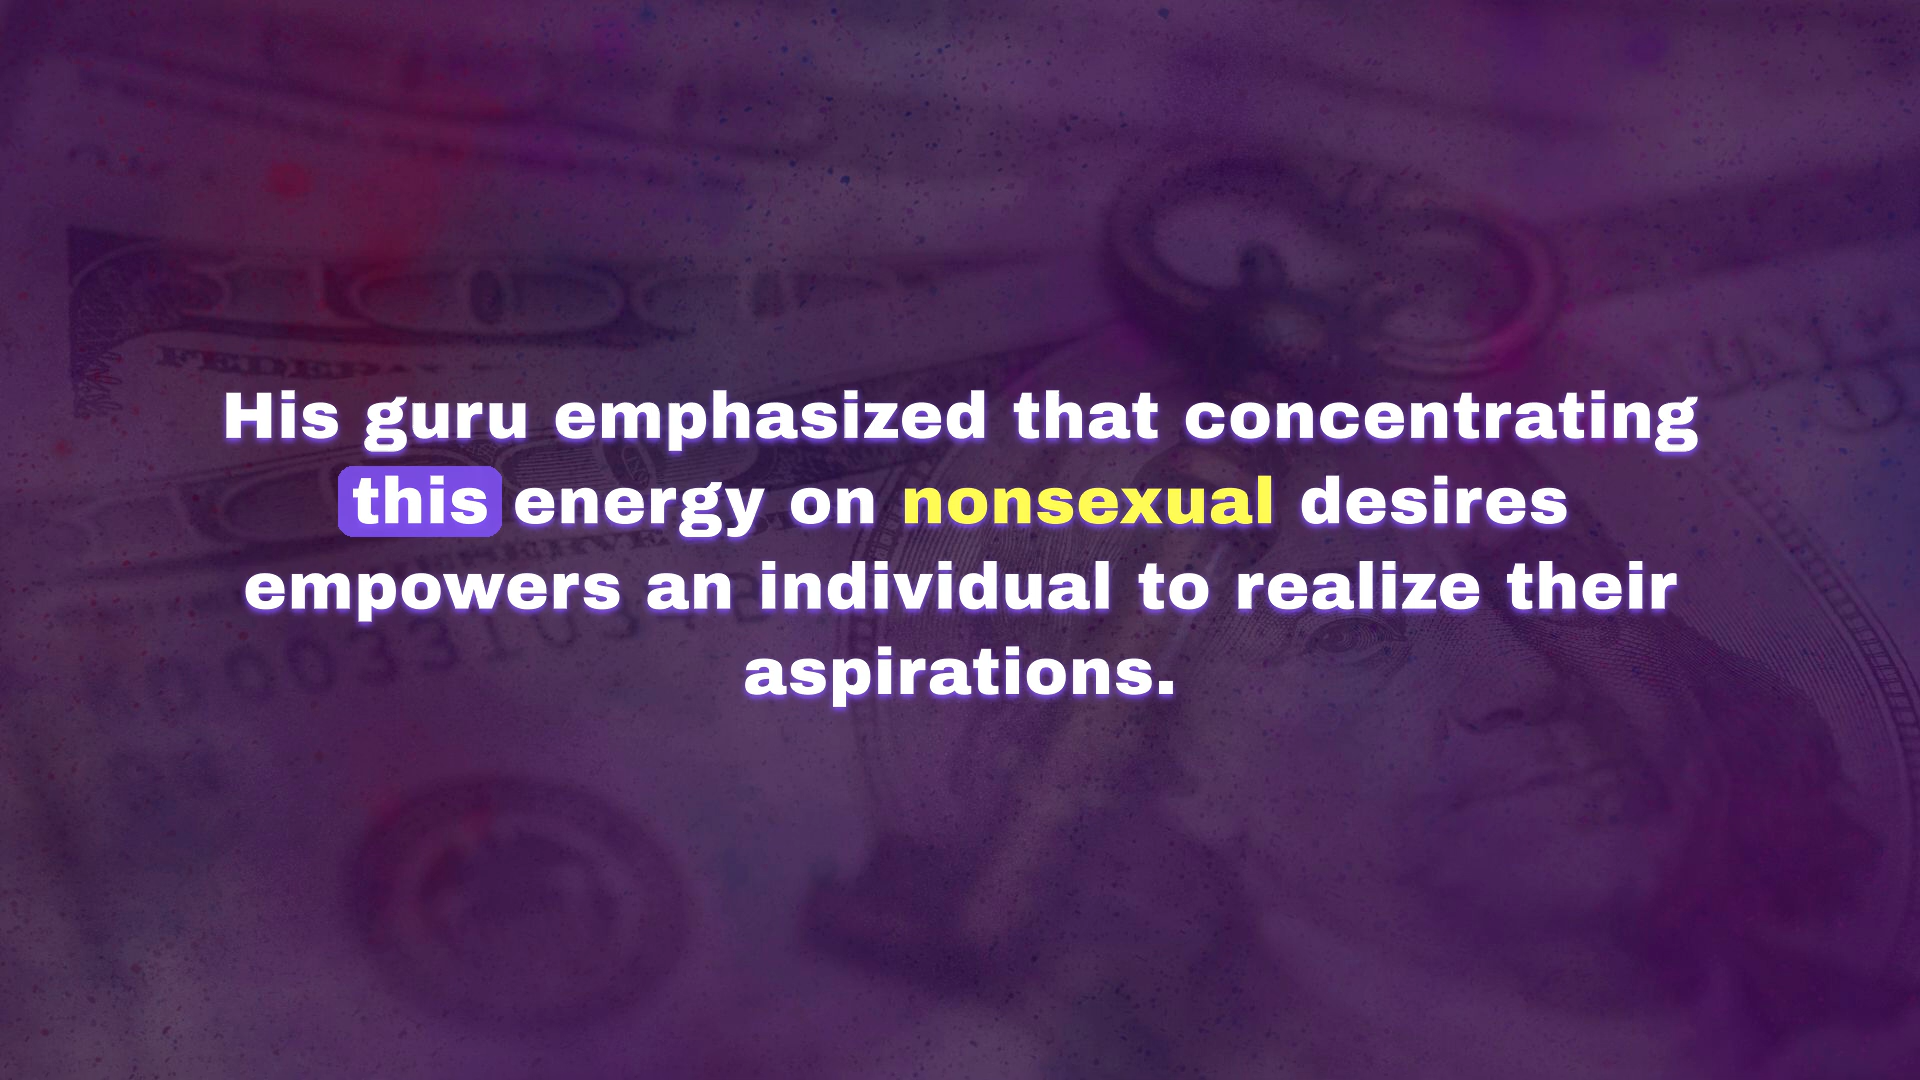 His guru emphasized that concentrating
this energy on nonsexual desires
empowers an individual to realize their
aspirations.